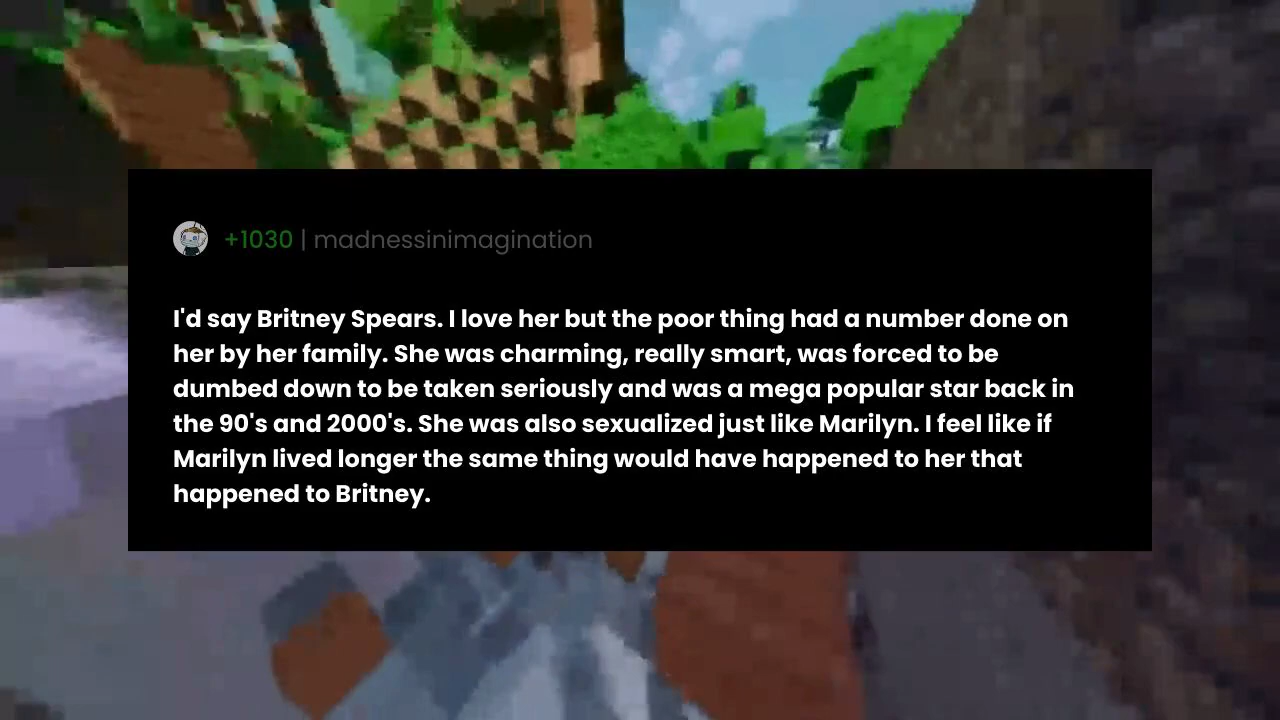 +1030 | madnessinimagination
I'd say Britney Spears. I love her but the poor thing had a number done on
her by her family. She was charming, really smart, was forced to be
dumbed down to be taken seriously and was a mega popular star back in
the 90's and 2000's. She was also sexualized just like Marilyn. I feel like if
Marilyn lived longer the same thing would have happened to her that
happened to Britney.